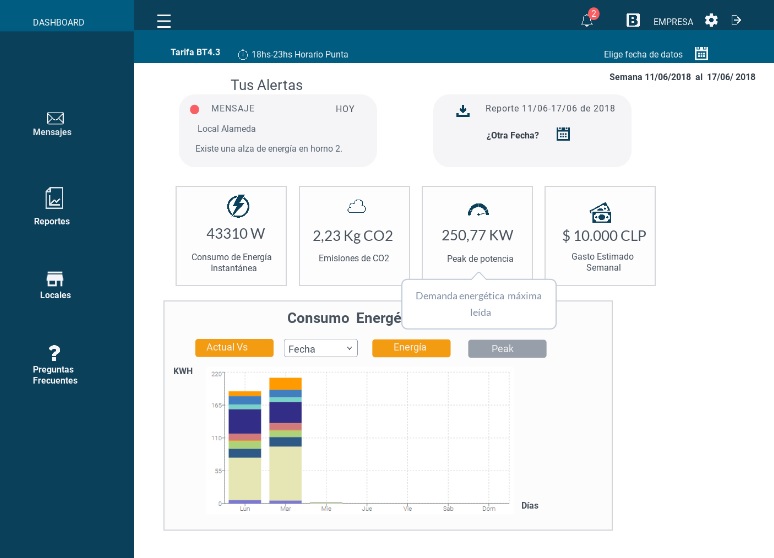 DASHBOARD
2
EMPRESA
Tarifa BT4.3
18hs-23hs Horario Punta
Elige fecha de datos
Semana 11/06/2018 al 17/06/ 2018
Tus Alertas
MENSAJE
HOY
Local Alameda
Existe una alza de energía en horno 2.
Reporte 11/06-17/06 de 2018
¿Otra Fecha?
Mensajes
Reportes
Locales
Preguntas
Frecuentes
43310 W
Consumo de Energía
Instantánea
2,23 Kg CO2
Emisiones de CO2
250,77 KW
Peak de potencia
$ 10.000 CLP
Gasto Estimado
Semanal
Demanda energética máxima
leída
Consumo Energé
Actual Vs
Fecha
Energía
Peak
KWH
220
165
110
55
0
Lun
Mar
Mie
Jue
Vie
Sáb
Dom
Días